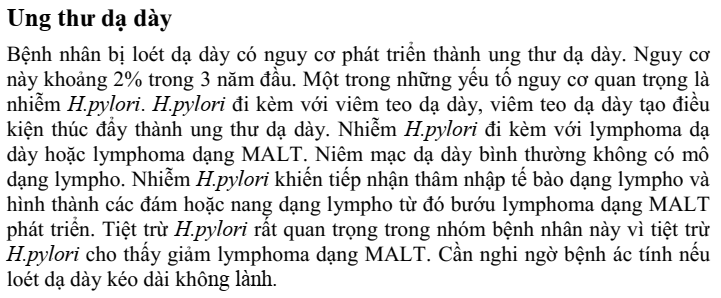 Ung thư dạ dày
Bệnh nhân bị loét dạ dày có nguy cơ phát triển thành ung thư dạ dày. Nguy cơ
này khoảng 2% trong 3 năm đầu. Một trong những yếu tố nguy cơ quan trọng là
nhiễm H.pylori. H.pylori đi kèm với viêm teo dạ dày, viêm teo dạ dày tạo điều
kiện thúc đẩy thành ung thư dạ dày. Nhiễm H.pylori đi kèm với lymphoma dạ
dày hoặc lymphoma dạng MALT. Niêm mạc dạ dày bình thường không có mô
dạng lympho. Nhiễm H.pylori khiến tiếp nhận thâm nhập tế bào dạng lympho và
hình thành các đám hoặc nang dạng lympho từ đó bướu lymphoma dạng MALT
phát triển. Tiệt trừ H.pylori rất quan trọng trong nhóm bệnh nhân này vì tiệt trừ
H.pylori cho thấy giảm lymphoma dạng MALT. Cần nghi ngờ bệnh ác tính nếu
loét dạ dày kéo dài không lành.